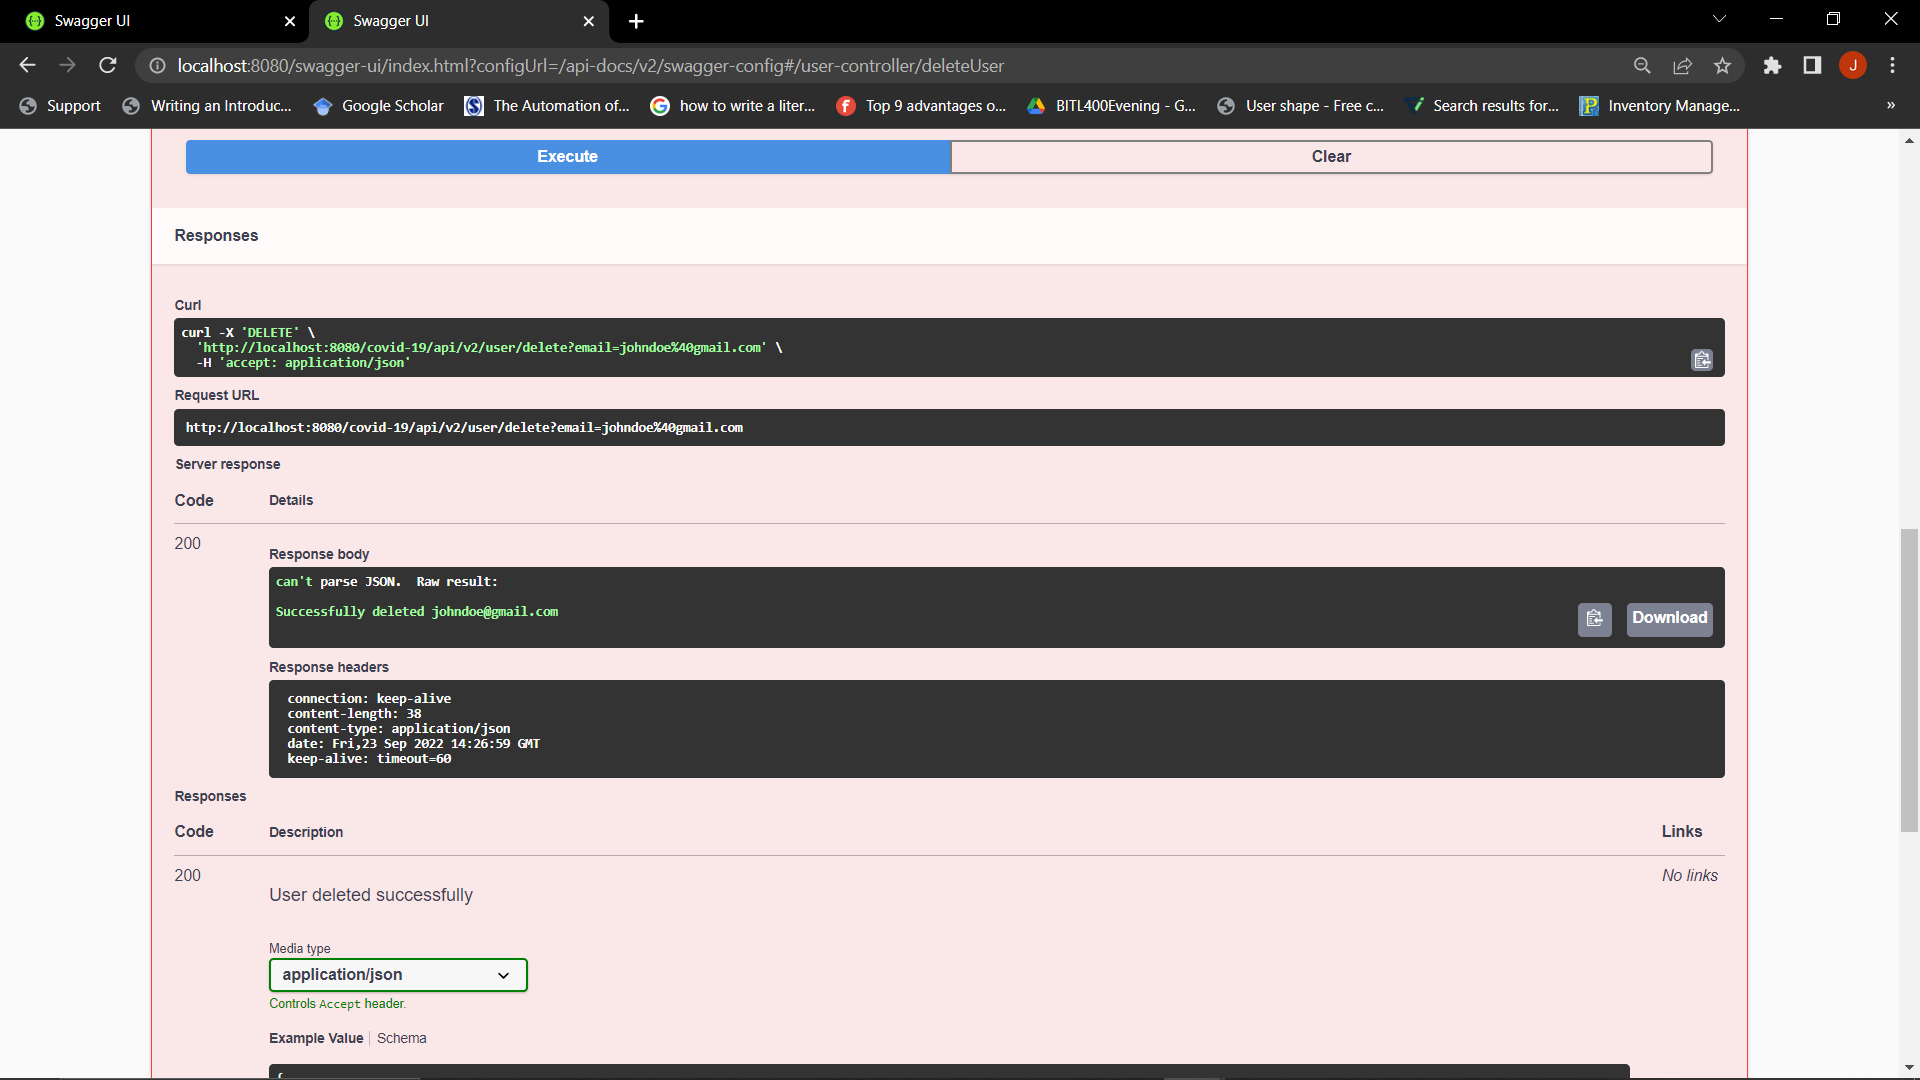 Swagger UI
Swagger UI
localhost:8080/swagger-ui/index.html?configUrl=/api-docs/v2/swagger-config#/user-controller/deleteUser
J
Support
Writing an Introduc...
Google Scholar
The Automation of...
how to write a liter...
Top 9 advantages o...
BITL400Evening - G...
User shape - Free c...
Search results for...
Inventory Manage...
»
Execute
Clear
Responses
Curl
curl -X 'DELETE' \
'http://localhost:8080/covid-19/api/v2/user/delete?email=johndoe%40gmail.com' \
-H 'accept: application/json'
Request URL
http://localhost:8080/covid-19/api/v2/user/delete?email=johndoe%40gmail.com
Server response
Code Details
200
Response body
can't parse JSON.  Raw result:
Successfully deleted johndoe@gmail.com
Download
Response headers
connection: keep-alive
content-length: 38
content-type: application/json
date: Fri,23 Sep 2022 14:26:59 GMT
keep-alive: timeout=60
Responses
Code Description Links
200 No links
User deleted successfully
Media type
application/json
Controls Accept header.
Example Value Schema
{